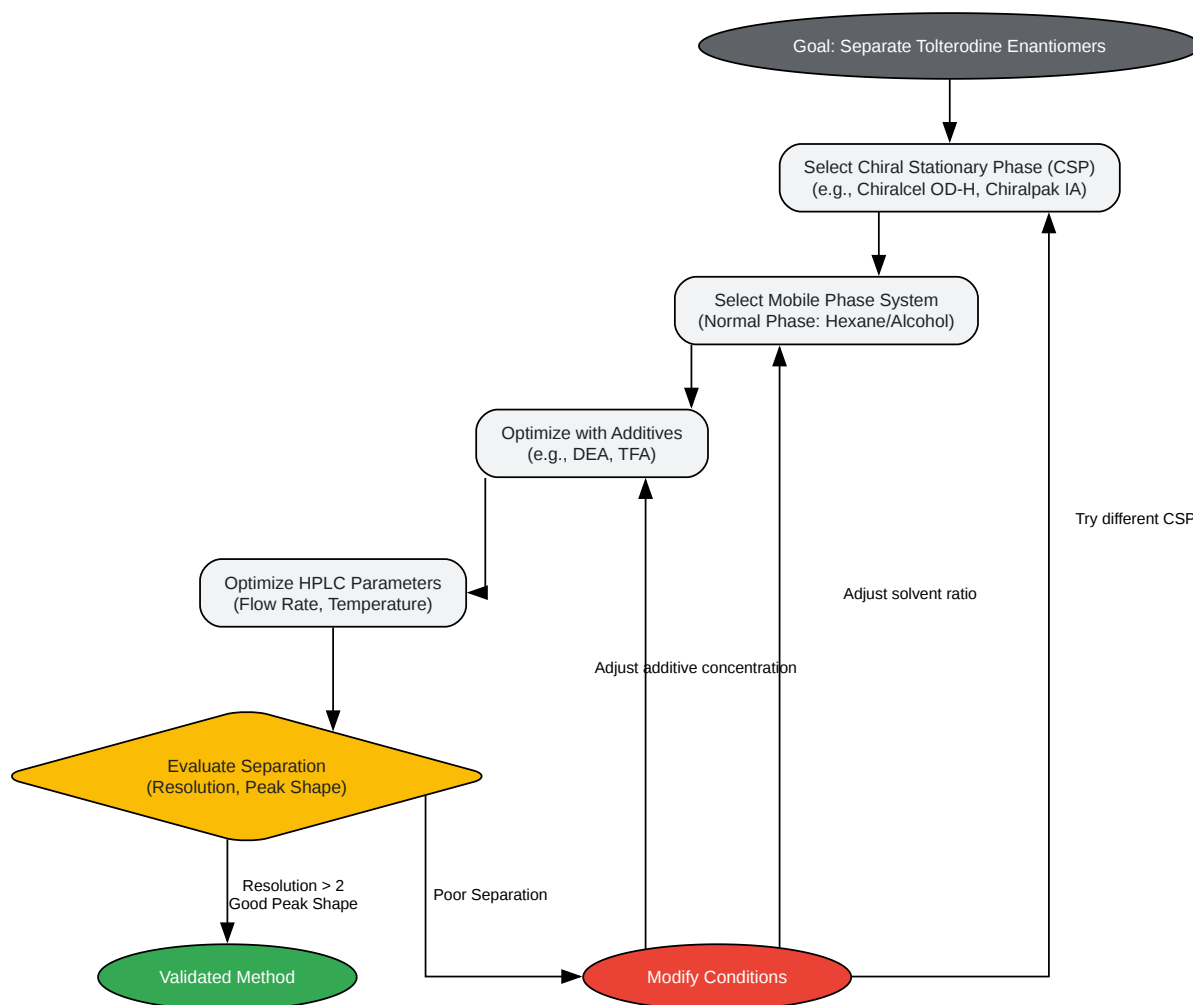 Goal: Separate Tolterodine Enantiomers
Select Chiral Stationary Phase (CSP)
(e.g., Chiralcel OD-H, Chiralpak IA)
Select Mobile Phase System
(Normal Phase: Hexane/Alcohol)
Optimize with Additives
(e.g., DEA, TFA)
Try different CSP
Optimize HPLC Parameters
(Flow Rate, Temperature)
Adjust solvent ratio
Adjust additive concentration
Evaluate Separation
(Resolution, Peak Shape)
Resolution > 2
Good Peak Shape
Poor Separation
Validated Method
Modify Conditions